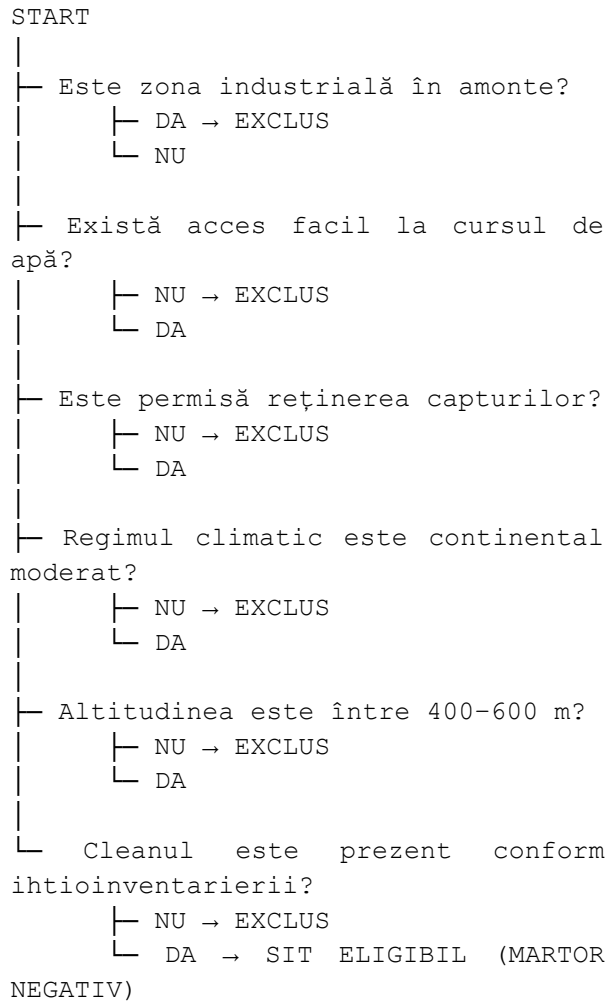 START
│
├─ Este zona industrială în amonte?
│     ├─ DA → EXCLUS
│     └─ NU
│
├─ Există acces facil la cursul de
apă?
│     ├─ NU → EXCLUS
│     └─ DA
│
├─ Este permisă reținerea capturilor?
│     ├─ NU → EXCLUS
│     └─ DA
│
├─ Regimul climatic este continental
moderat?
│     ├─ NU → EXCLUS
│     └─ DA
│
├─ Altitudinea este între 400–600 m?
│     ├─ NU → EXCLUS
│     └─ DA
│
└─ Cleanul este prezent conform
ihtioinventarierii?
      ├─ NU → EXCLUS
      └─ DA → SIT ELIGIBIL (MARTOR
NEGATIV)